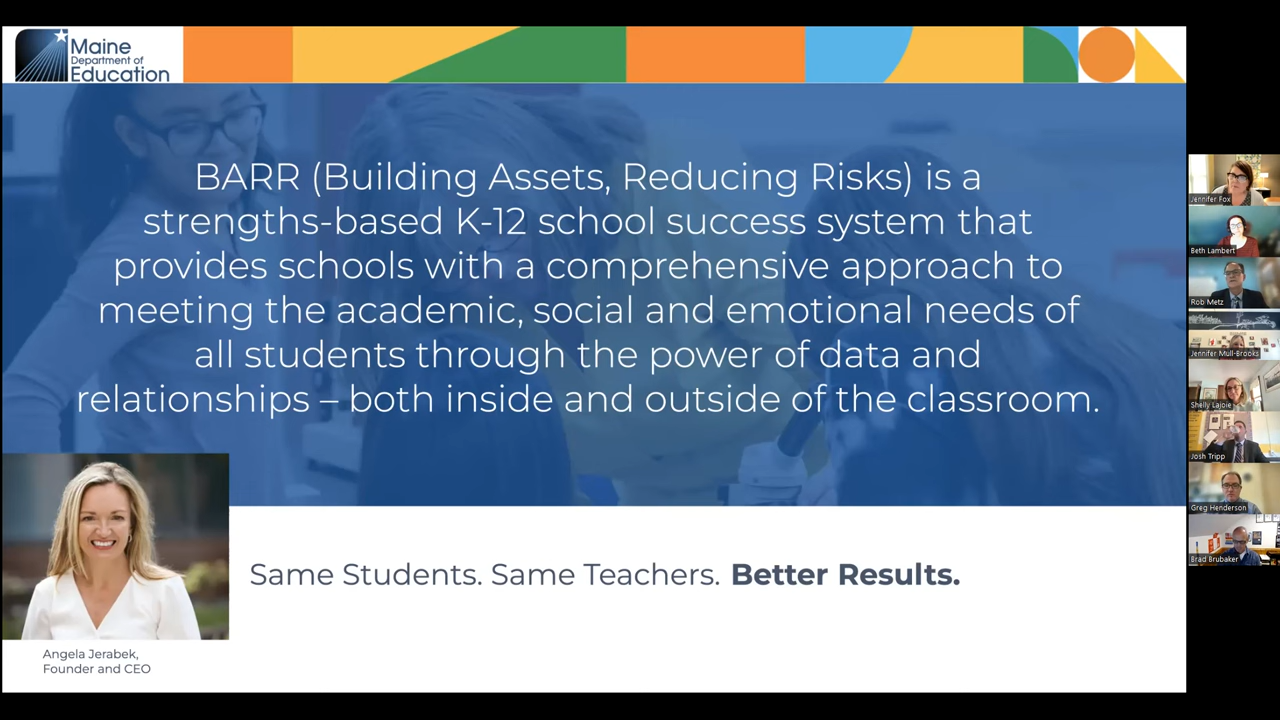 Maine
Department of
Education
BARR (Building Assets, Reducing Risks) is a
strengths-based K-12 school success system that
provides schools with a comprehensive approach to
meeting the academic, social and emotional needs of
all students through the power of data and
relationships – both inside and outside of the classroom.
Same Students. Same Teachers. Better Results.
Angela Jerabek,
Founder and CEO
Jennifer Fox
Beth Lambert
Rob Metz
Jennifer Mull-Brooks
Shelly Lajoie
Josh Tripp
Greg Henderson
Brad Brubaker